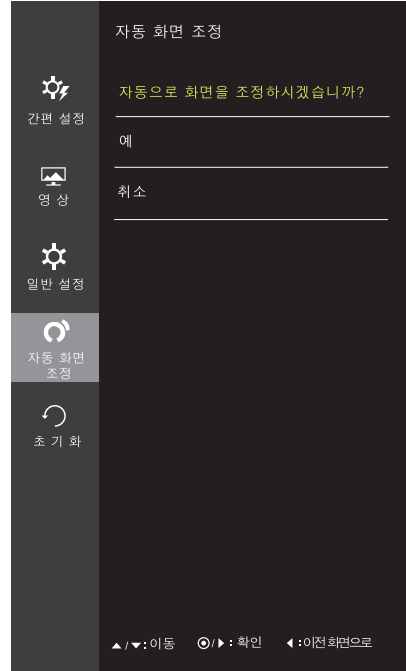 자동 화면 조정
자동으로 화면을 조정하시겠습니까?
예
취소
간편 설정
영 상
일반 설정
자동 화면
조정
초 기 화
▲/▼:이동 ⊙/▶:확인 ◀:이전화면으로